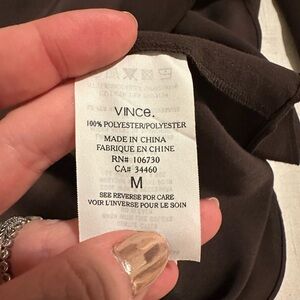 VINCE.
100% POLYESTER/POLYESTER
MADE IN CHINA
FABRIQUE EN CHINE
RN# 106730
CA# 34460
M
SEE REVERSE FOR CARE
VOIR L'INVERSE POUR LE SOIN